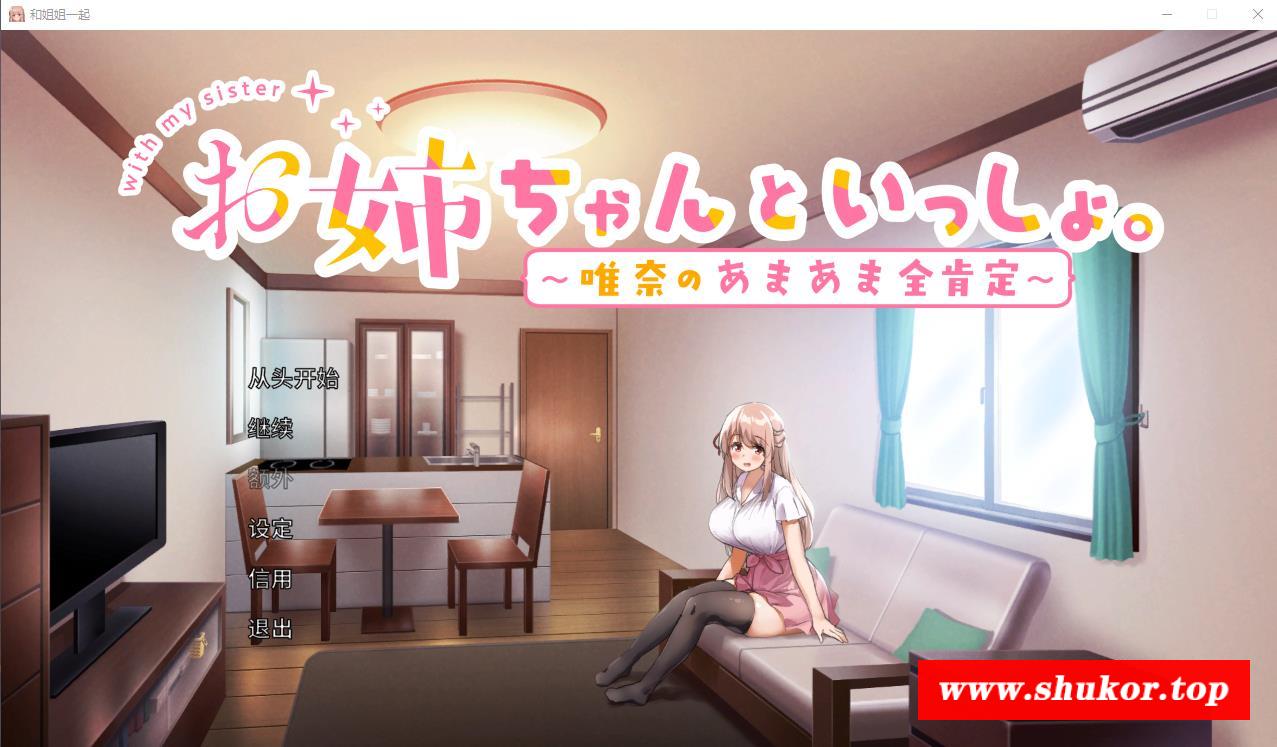 和姐姐一起
with my sister
お姉ちゃんといっしょ。
～唯奈のあまあま全肯定～
从头开始
继续
额外
设定
信用
退出
www.shukor.top